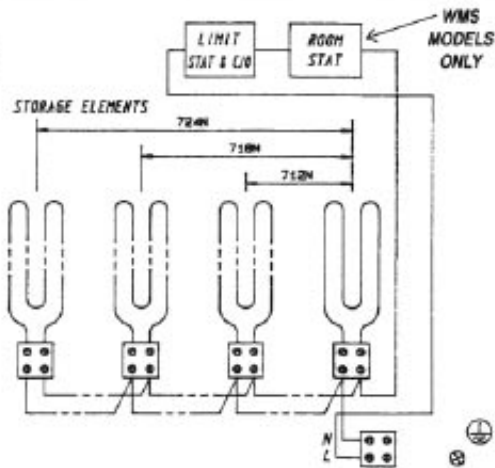 WMS
MODELS
ONLY
LIMIT
STAT & C/O
ROOM
STAT
STORAGE ELEMENTS
724N
718N
712N
N
L